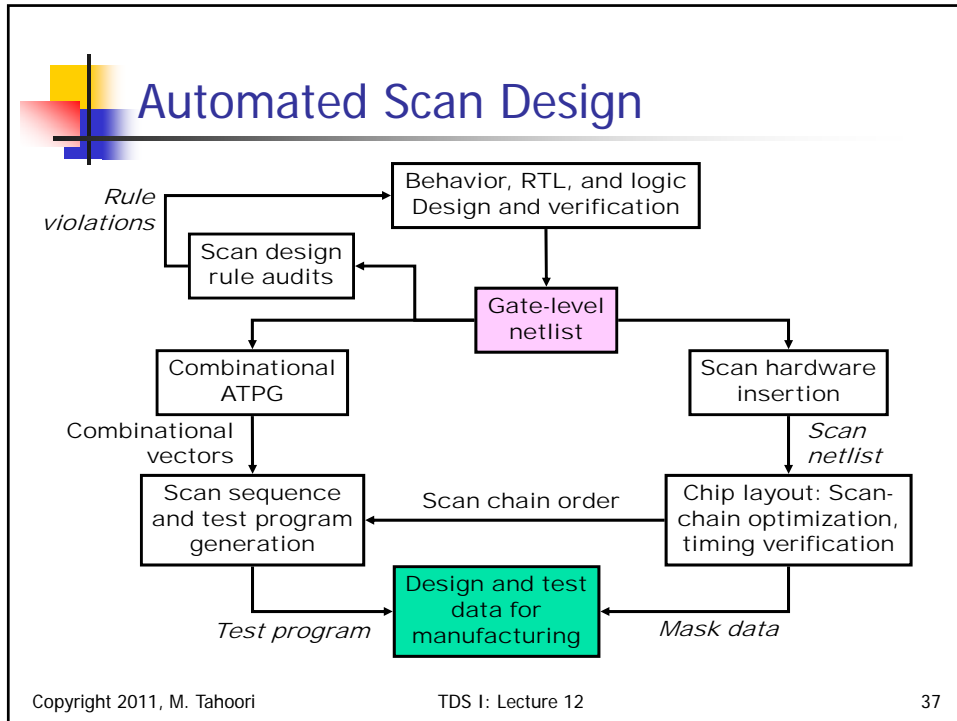 Automated Scan Design
Behavior, RTL, and logic
Design and verification
Rule
violations
Scan design
rule audits
Gate-level
netlist
Combinational
ATPG
Scan hardware
insertion
Combinational
vectors
Scan
netlist
Scan sequence
and test program
generation
Scan chain order
Chip layout: Scan-
chain optimization,
timing verification
Design and test
data for
manufacturing
Test program
Mask data
Copyright 2011, M. Tahoori
TDS I: Lecture 12
37